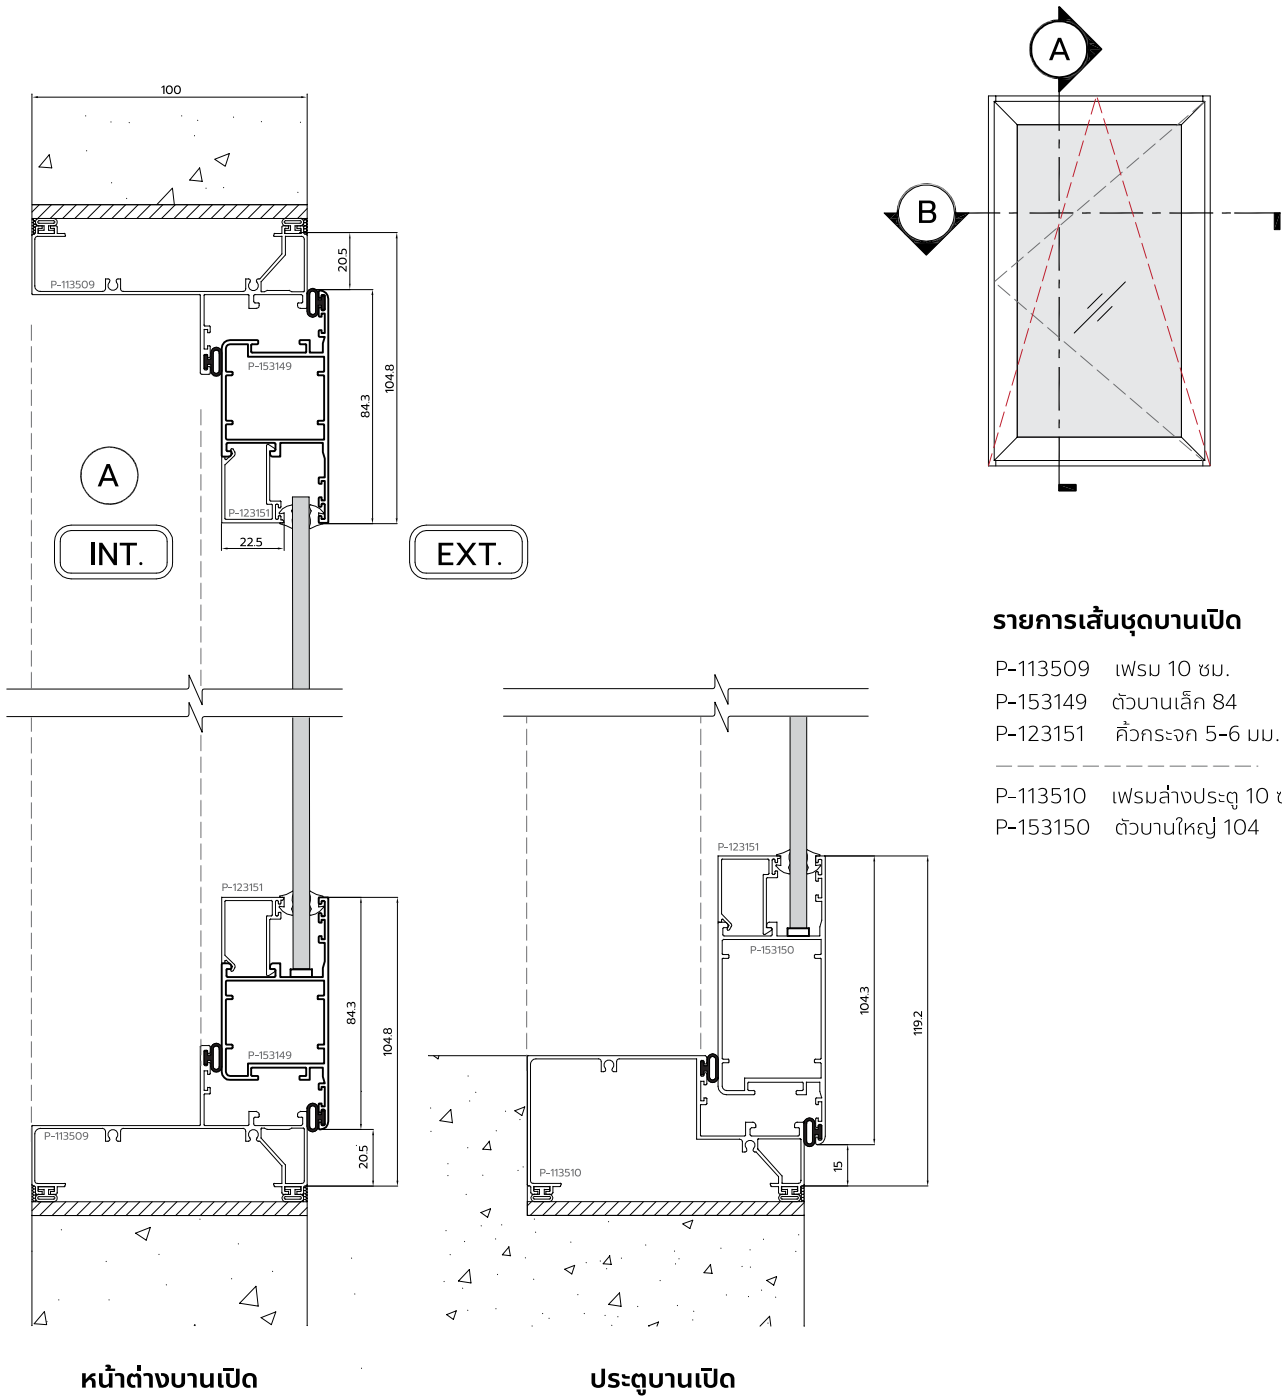 100
A
B
20.5
P-113509
P-153149
104.8
84.3
A
P-123151
22.5
INT.
EXT.
รายการเส้นชุดบานเปิด
P-113509 เฟรม 10 ซม.
P-153149 ตัวบานเล็ก 84
P-123151 คิ้วกระจก 5-6 มม.
P-113510 เฟรมล่างประตู 10
P-153150 ตัวบานใหญ่ 104
P-123151
P-123151
P-153150
84.3
104.3
119.2
104.8
P-153149
P-113509
20.5
P-113510
15
หน้าต่างบานเปิด
ประตูบานเปิด